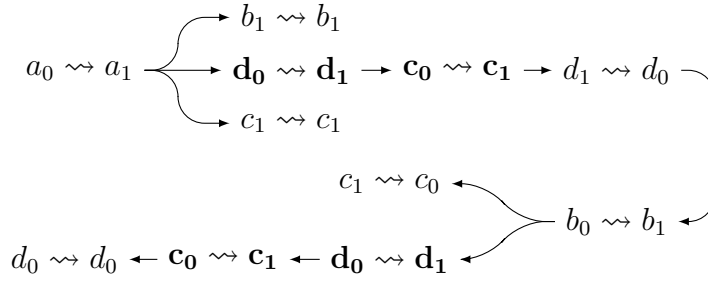 b₁ ⇝ b₁
a₀ ⇝ a₁ → d₀ ⇝ d₁ → c₀ ⇝ c₁ → d₁ ⇝ d₀
c₁ ⇝ c₁
c₁ ⇝ c₀
b₀ ⇝ b₁
d₀ ⇝ d₀ ← c₀ ⇝ c₁ ← d₀ ⇝ d₁